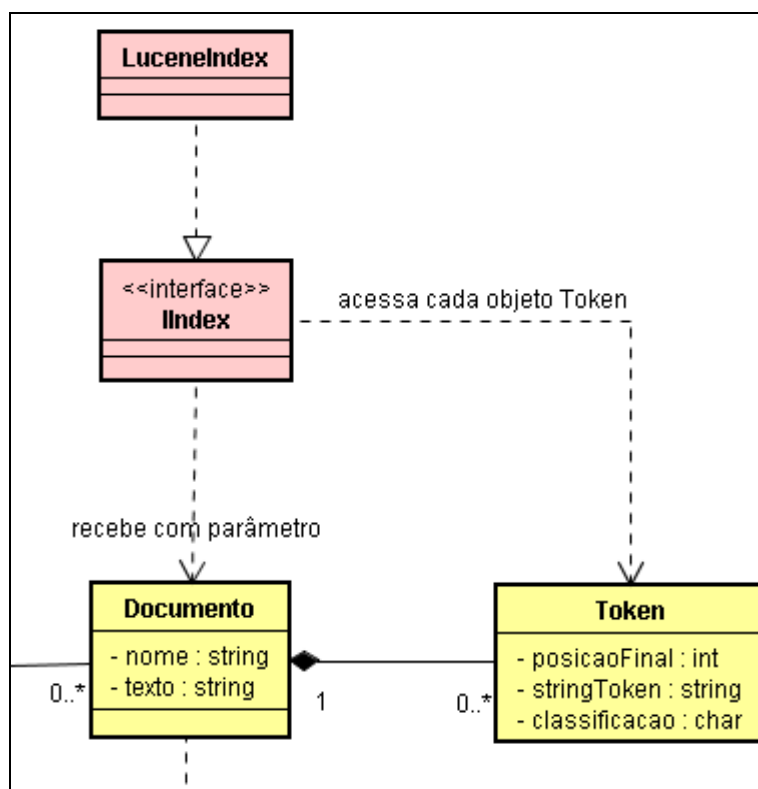 LuceneIndex
<<interface>>
IIndex
acessa cada objeto Token
recebe com parâmetro
Documento
- nome : string
- texto : string
Token
- posicaoFinal : int
- stringToken : string
- classificacao : char
0..*
1
0..*